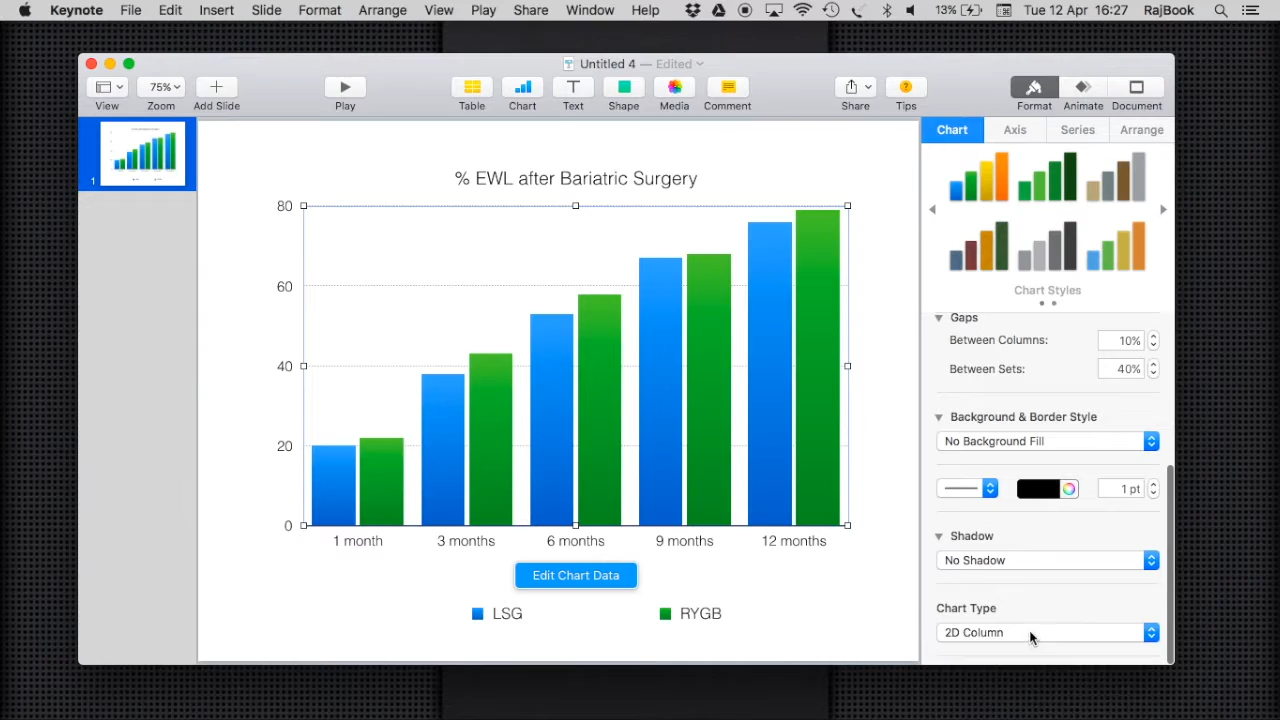 Keynote File Edit Insert Slide Format Arrange View Play Share Window Help 13% Tue 12 Apr 16:27 RajBook
Untitled 4 — Edited
75%
View Zoom Add Slide Play Table Chart Text Shape Media Comment Share Tips Format Animate Document
Chart Axis Series Arrange
1
% EWL after Bariatric Surgery
80
60
40
20
0
1 month 3 months 6 months 9 months 12 months
Edit Chart Data
LSG RYGB
Chart Styles
Gaps
Between Columns: 10%
Between Sets: 40%
Background & Border Style
No Background Fill
1 pt
Shadow
No Shadow
Chart Type
2D Column